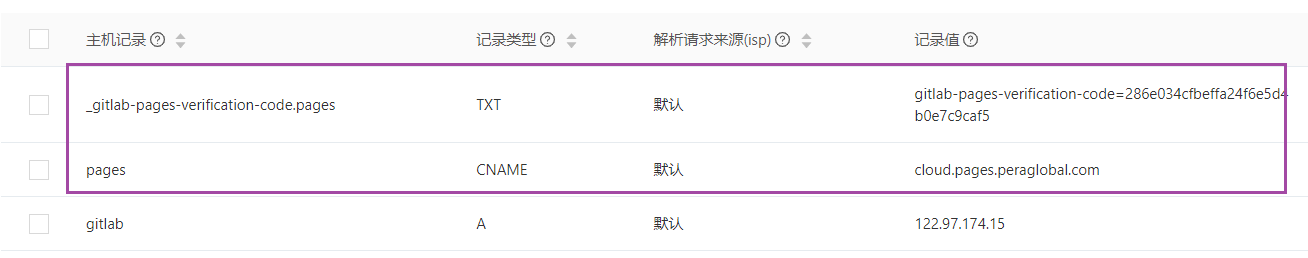 主机记录 记录类型 解析请求来源(isp) 记录值
_gitlab-pages-verification-code.pages TXT 默认 gitlab-pages-verification-code=286e034cfbeffa24f6e5d4
b0e7c9caf5
pages CNAME 默认 cloud.pages.peraglobal.com
gitlab A 默认 122.97.174.15